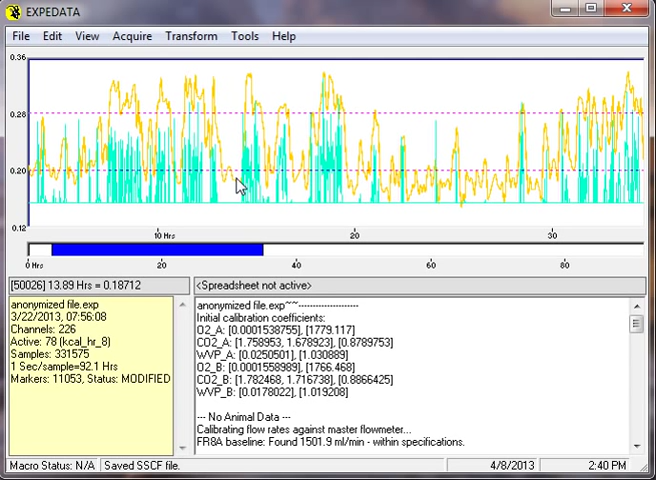 EXPEDATA
File Edit View Acquire Transform Tools Help
0.36
0.28
0.20
0.12
10 Hrs 20 30
0 Hrs 20 40 60 80
[50026] 13.89 Hrs = 0.18712
<Spreadsheet not active>
anonymized file.exp
3/22/2013, 07:56:08
Channels: 226
Active: 78 (kcal_hr_8)
Samples: 331575
1 Sec/sample=92.1 Hrs
Markers: 11053, Status: MODIFIED
anonymized file.exp~~--------------------
Initial calibration coefficients:
O2_A: [0.0001538755], [1779.117]
CO2_A: [1.758953, 1.678923], [0.8789753]
WVP_A: [0.0250501], [1.030889]
O2_B: [0.0001558989], [1766.468]
CO2_B: [1.782468, 1.716738], [0.8866425]
WVP_B: [0.0178022], [1.019208]
--- No Animal Data ---
Calibrating flow rates against master flowmeter...
FR8A baseline: Found 1501.9 ml/min - within specifications.
Macro Status: N/A Saved SSCF file. 4/8/2013 2:40 PM